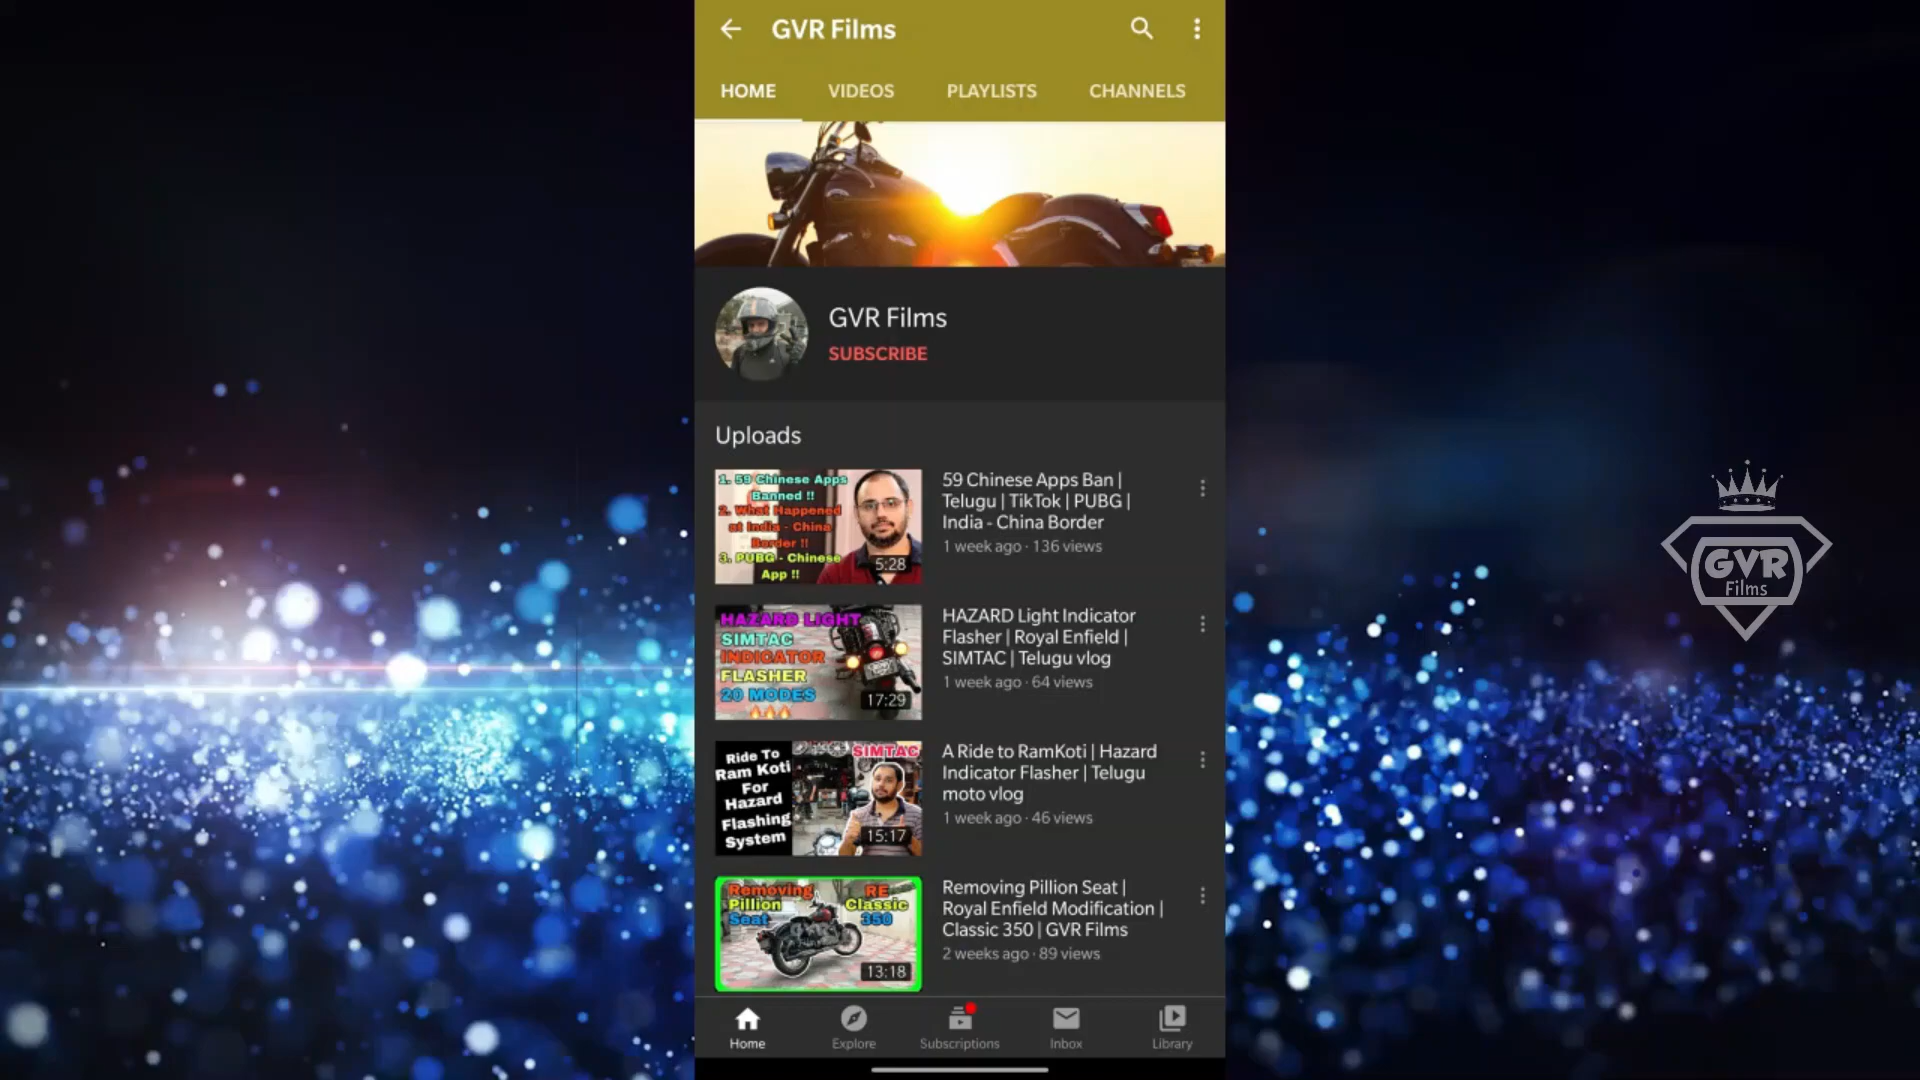 GVR Films
HOME VIDEOS PLAYLISTS CHANNELS
GVR Films
SUBSCRIBE
Uploads
1. 59 Chinese Apps
Banned !!
2. What Happened
at India - China
Border !!
3. PUBG - Chinese
App !!
5:28
59 Chinese Apps Ban |
Telugu | TikTok | PUBG |
India - China Border
1 week ago · 136 views
HAZARD LIGHT
SIMTAC
INDICATOR
FLASHER
20 MODES
17:29
HAZARD Light Indicator
Flasher | Royal Enfield |
SIMTAC | Telugu vlog
1 week ago · 64 views
Ride To
Ram Koti
For
Hazard
Flashing
System
SIMTAC
15:17
A Ride to RamKoti | Hazard
Indicator Flasher | Telugu
moto vlog
1 week ago · 46 views
Removing
Pillion
Seat
RE
Classic
350
GVR
13:18
Removing Pillion Seat |
Royal Enfield Modification |
Classic 350 | GVR Films
2 weeks ago · 89 views
Home Explore Subscriptions Inbox Library
GVR
Films